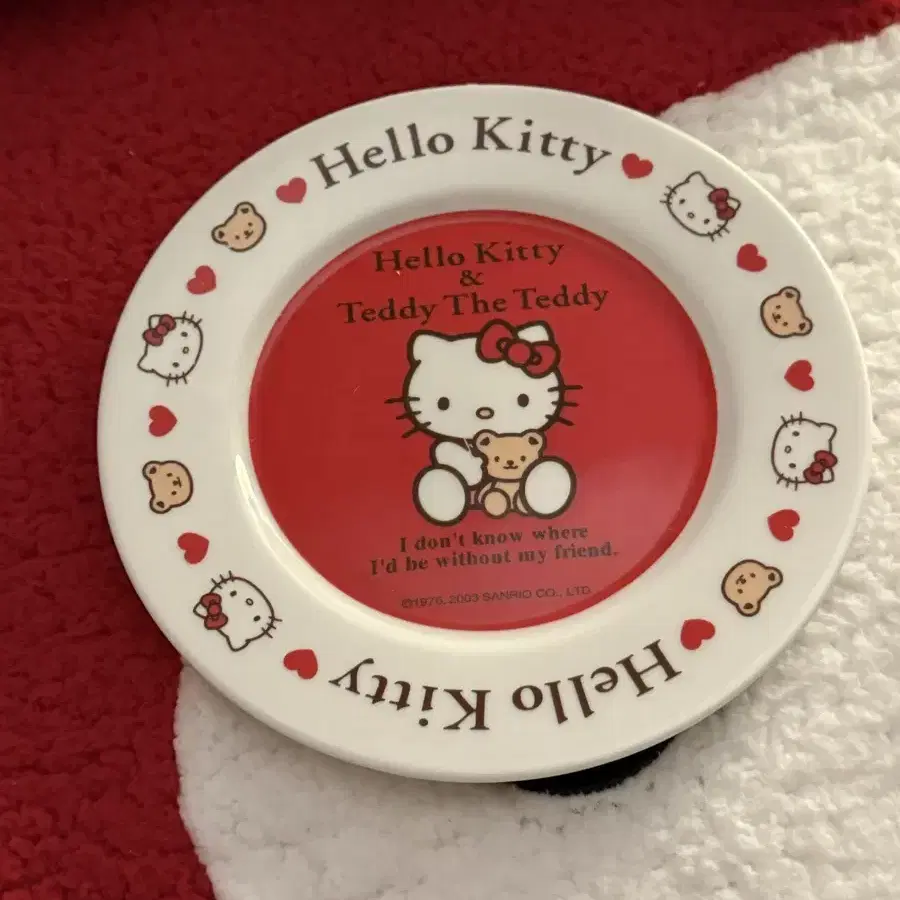 Hello Kitty
Hello Kitty
&
Teddy The Teddy
I don't know where
I'd be without my friend.
©1976, 2003 SANRIO CO., LTD.
Hello Kitty